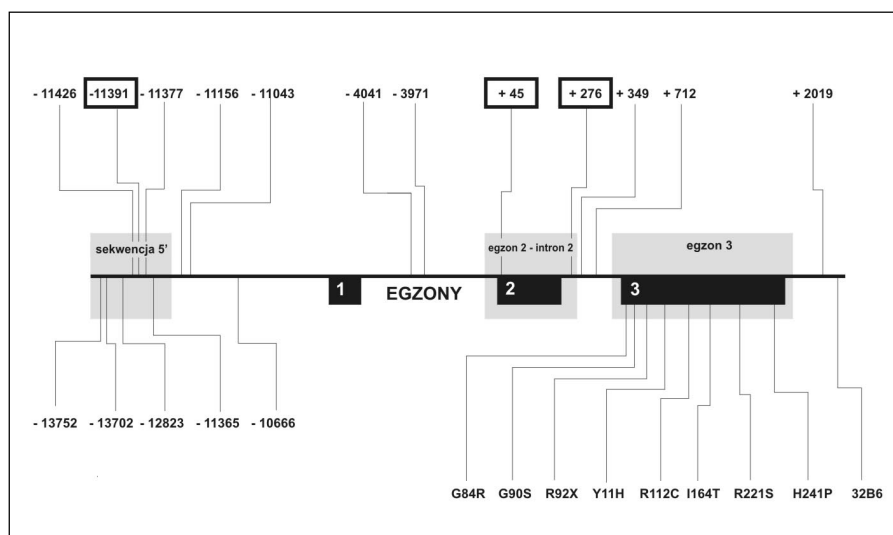 - 11426 -11391 - 11377 - 11156 - 11043 - 4041 - 3971 + 45 + 276 + 349 + 712 + 2019
sekwencja 5' egzon 2 - intron 2 egzon 3
1 EGZONY 2 3
- 13752 - 13702 - 12823 - 11365 - 10666
G84R G90S R92X Y11H R112C I164T R221S H241P 32B6